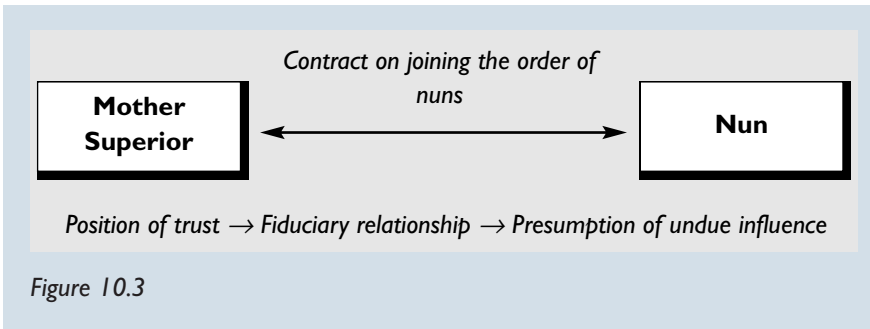 Contract on joining the order of
nuns
Mother
Superior
Nun
Position of trust → Fiduciary relationship → Presumption of undue influence
Figure 10.3